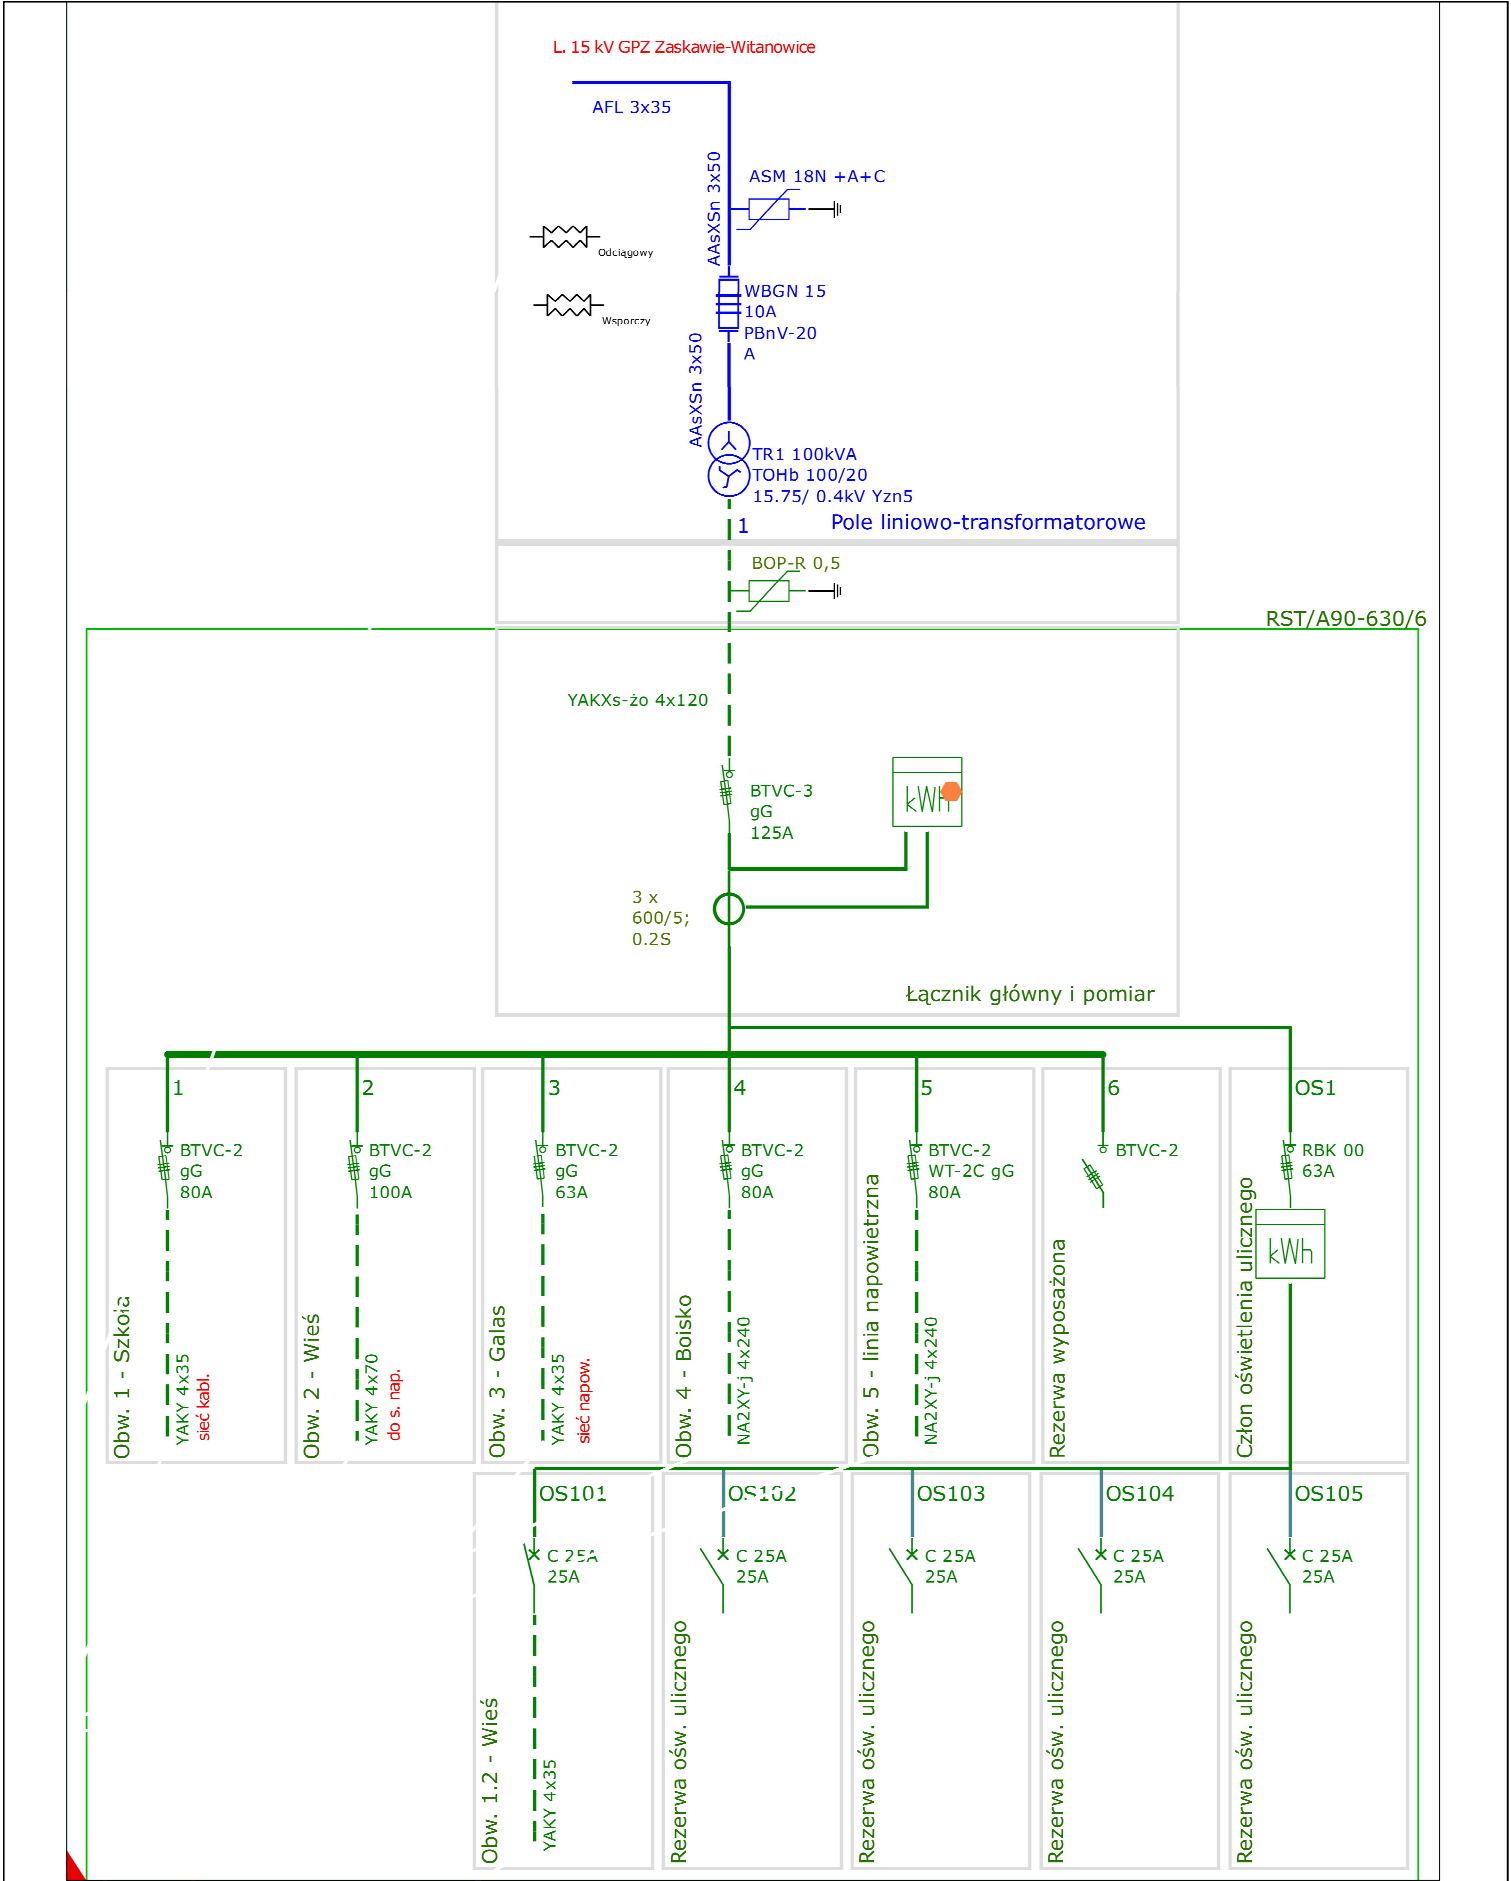 L. 15 kV GPZ Zaskawie-Witanowice
AFL 3x35
AAsXSn 3x50
ASM 18N +A+C
Odciągowy
Wsporczy
WBGN 15
10A
PBnV-20
A
AAsXSn 3x50
TR1 100kVA
TOHb 100/20
15.75/ 0.4kV Yzn5
1
Pole liniowo-transformatorowe
BOP-R 0,5
RST/A90-630/6
YAKXs-żo 4x120
BTVC-3
gG
125A
kWh
3 x
600/5;
0.2S
Łącznik główny i pomiar
1
BTVC-2
gG
80A
Obw. 1 - Szkoła
YAKY 4x35
sieć kabl.
2
BTVC-2
gG
100A
Obw. 2 - Wieś
YAKY 4x70
do s. nap.
3
BTVC-2
gG
63A
Obw. 3 - Galas
YAKY 4x35
sieć napow.
4
BTVC-2
gG
80A
Obw. 4 - Boisko
NA2XY-j 4x240
5
BTVC-2
WT-2C gG
80A
Obw. 5 - linia napowietrzna
NA2XY-j 4x240
6
BTVC-2
Rezerwa wyposażona
OS1
RBK 00
63A
Człon oświetlenia ulicznego
kWh
OS101
C 25A
25A
Obw. 1.2 - Wieś
YAKY 4x35
OS102
C 25A
25A
Rezerwa ośw. ulicznego
OS103
C 25A
25A
Rezerwa ośw. ulicznego
OS104
C 25A
25A
Rezerwa ośw. ulicznego
OS105
C 25A
25A
Rezerwa ośw. ulicznego